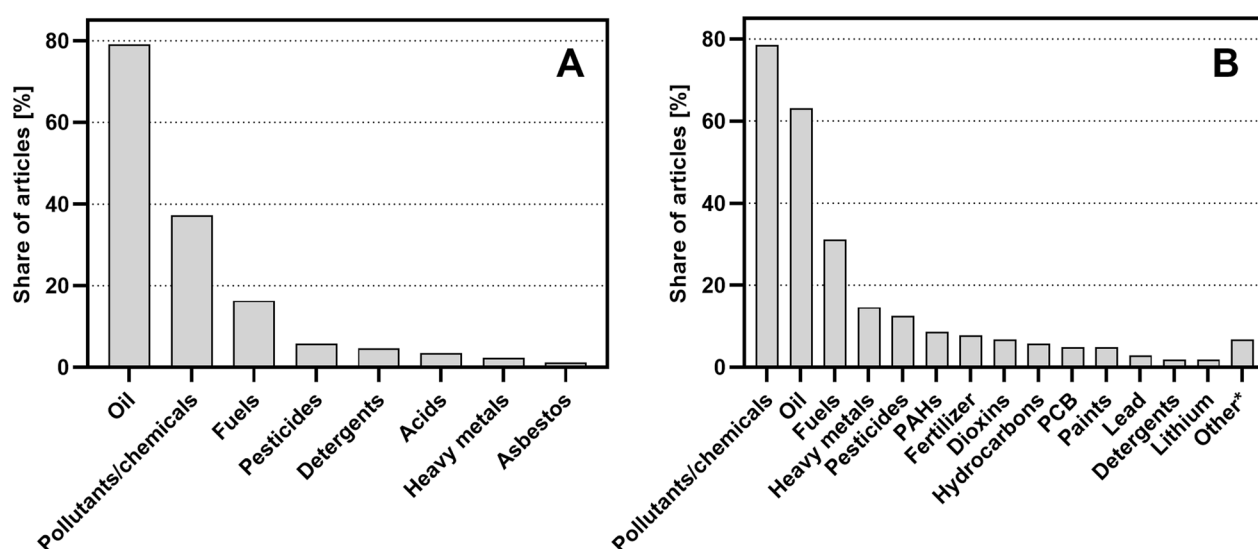 A
Share of articles [%]
80
60
40
20
0
Oil
Pollutants/chemicals
Fuels
Pesticides
Detergents
Acids
Heavy metals
Asbestos
B
Share of articles [%]
80
60
40
20
0
Pollutants/chemicals
Oil
Fuels
Heavy metals
Pesticides
PAHs
Fertilizer
Dioxins
Hydrocarbons
PCB
Paints
Lead
Detergents
Lithium
Other*